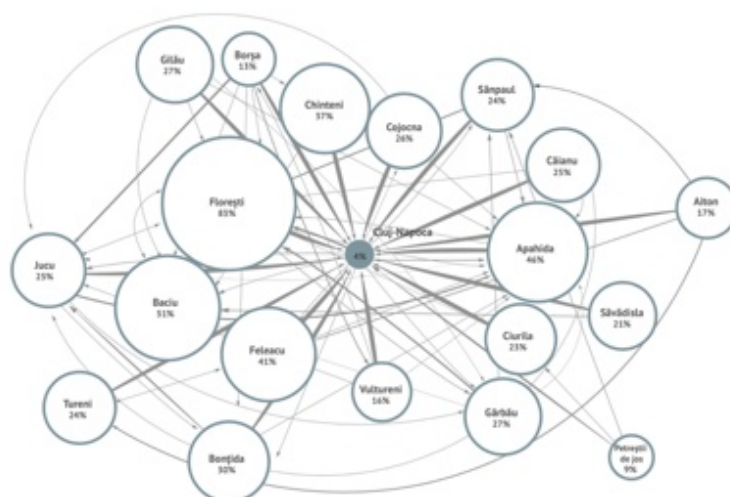 Gilău
27%
Borșa
13%
Chinteni
37%
Cojocna
26%
Sânpaul
24%
Căianu
25%
Aiton
17%
Florești
83%
Cluj-Napoca
4%
Apahida
46%
Jucu
25%
Baciu
51%
Săvădisla
21%
Feleacu
41%
Ciurila
23%
Vultureni
16%
Tureni
24%
Gârbău
27%
Bonțida
30%
Petreștii
de jos
9%